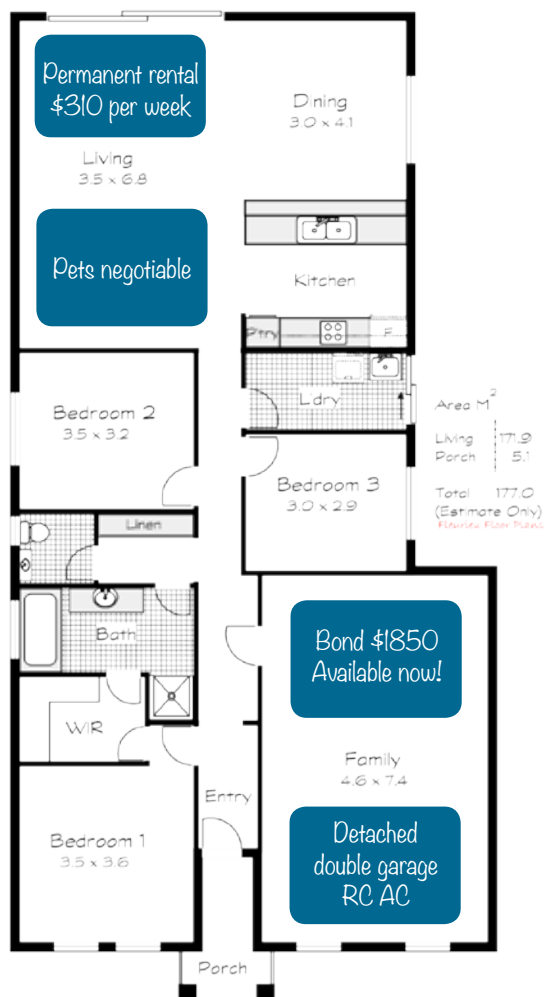 Permanent rental
$310 per week
Dining
3.0 x 4.1
Living
3.5 x 6.8
Pets negotiable
Kitchen
Ptry
F
Ldry
Bedroom 2
3.5 x 3.2
Area M²
Living 171.9
Porch 5.1
Total 177.0
(Estimate Only)
Fleurieu Floor Plans
Bedroom 3
3.0 x 2.9
Linen
Bath
Bond $1850
Available now!
WIR
Family
4.6 x 7.4
Entry
Bedroom 1
3.5 x 3.6
Detached
double garage
RC AC
Porch